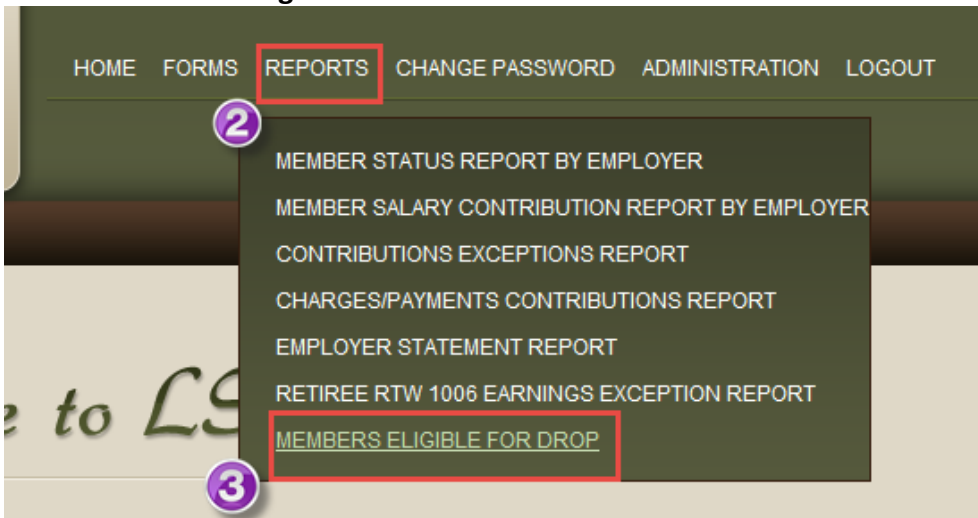 HOME FORMS REPORTS CHANGE PASSWORD ADMINISTRATION LOGOUT
2
MEMBER STATUS REPORT BY EMPLOYER
MEMBER SALARY CONTRIBUTION REPORT BY EMPLOYER
CONTRIBUTIONS EXCEPTIONS REPORT
CHARGES/PAYMENTS CONTRIBUTIONS REPORT
EMPLOYER STATEMENT REPORT
RETIREE RTW 1006 EARNINGS EXCEPTION REPORT
to LS
MEMBERS ELIGIBLE FOR DROP
3